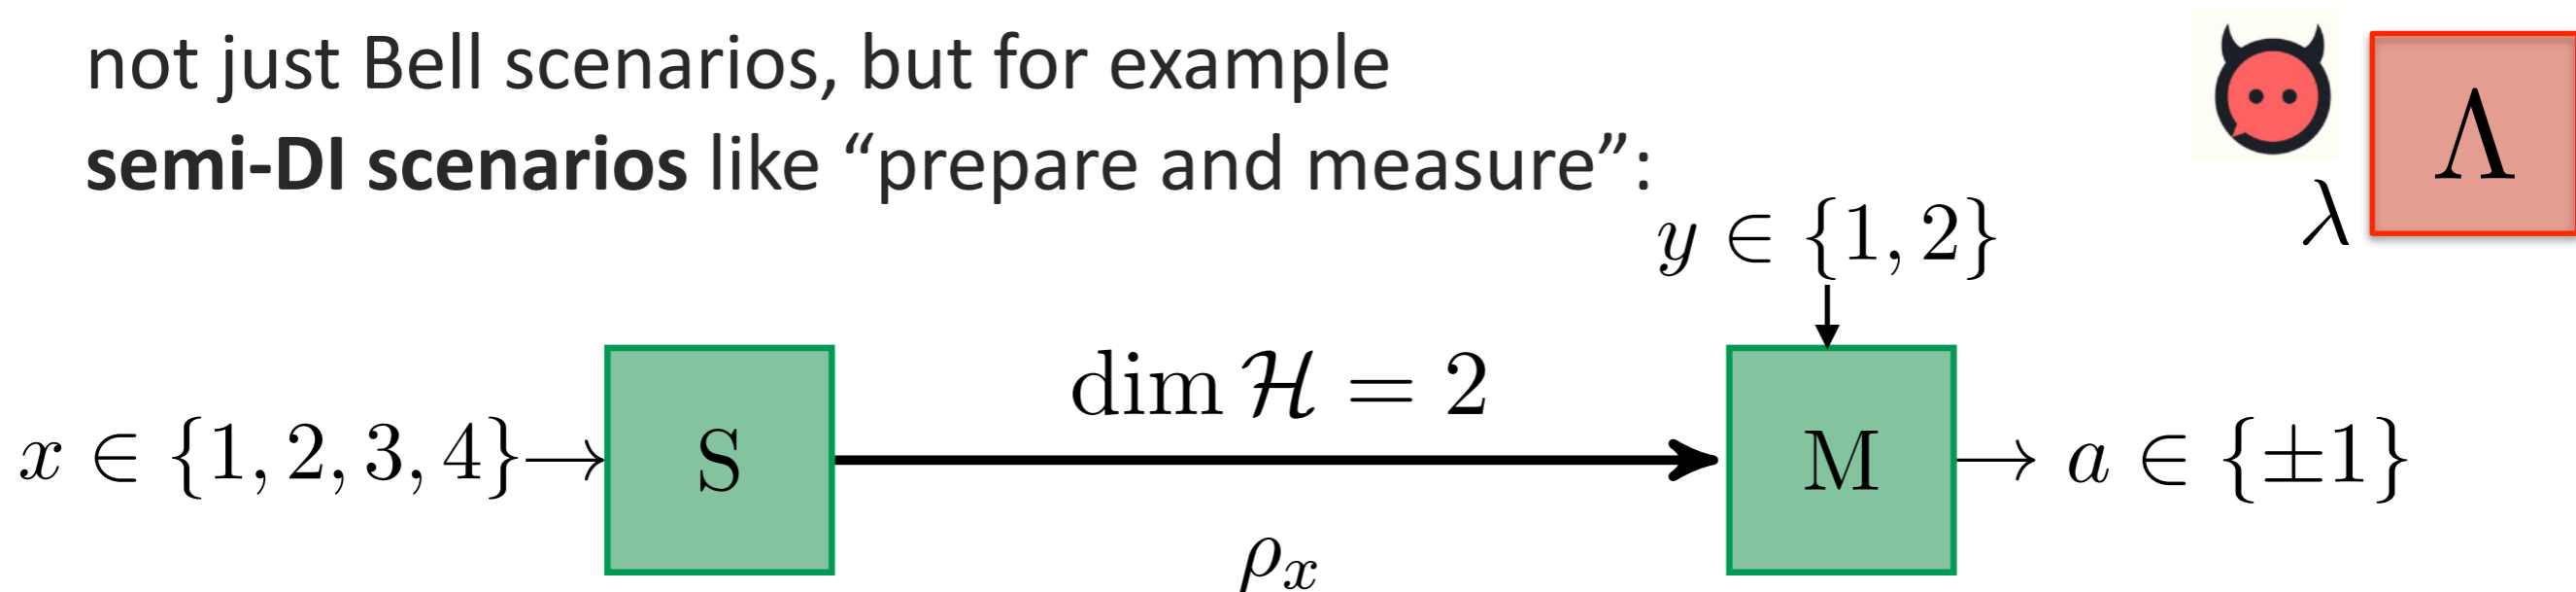 not just Bell scenarios, but for example
semi-DI scenarios like “prepare and measure”:
Λ
λ
y ∈ {1, 2}
dim ℋ = 2
x ∈ {1, 2, 3, 4}→ S M → a ∈ {±1}
ρₓ